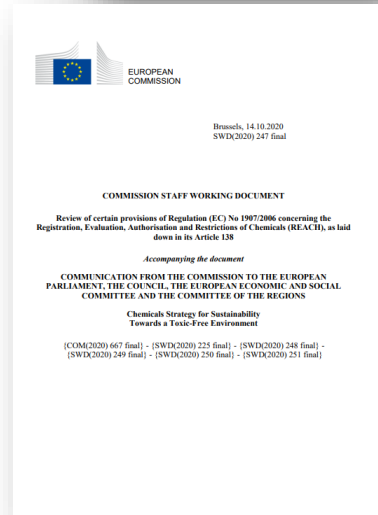 EUROPEAN
COMMISSION
Brussels, 14.10.2020
SWD(2020) 247 final
COMMISSION STAFF WORKING DOCUMENT
Review of certain provisions of Regulation (EC) No 1907/2006 concerning the
Registration, Evaluation, Authorisation and Restrictions of Chemicals (REACH), as laid
down in its Article 138
Accompanying the document
COMMUNICATION FROM THE COMMISSION TO THE EUROPEAN
PARLIAMENT, THE COUNCIL, THE EUROPEAN ECONOMIC AND SOCIAL
COMMITTEE AND THE COMMITTEE OF THE REGIONS
Chemicals Strategy for Sustainability
Towards a Toxic-Free Environment
{COM(2020) 667 final} - {SWD(2020) 225 final} - {SWD(2020) 248 final} -
{SWD(2020) 249 final} - {SWD(2020) 250 final} - {SWD(2020) 251 final}